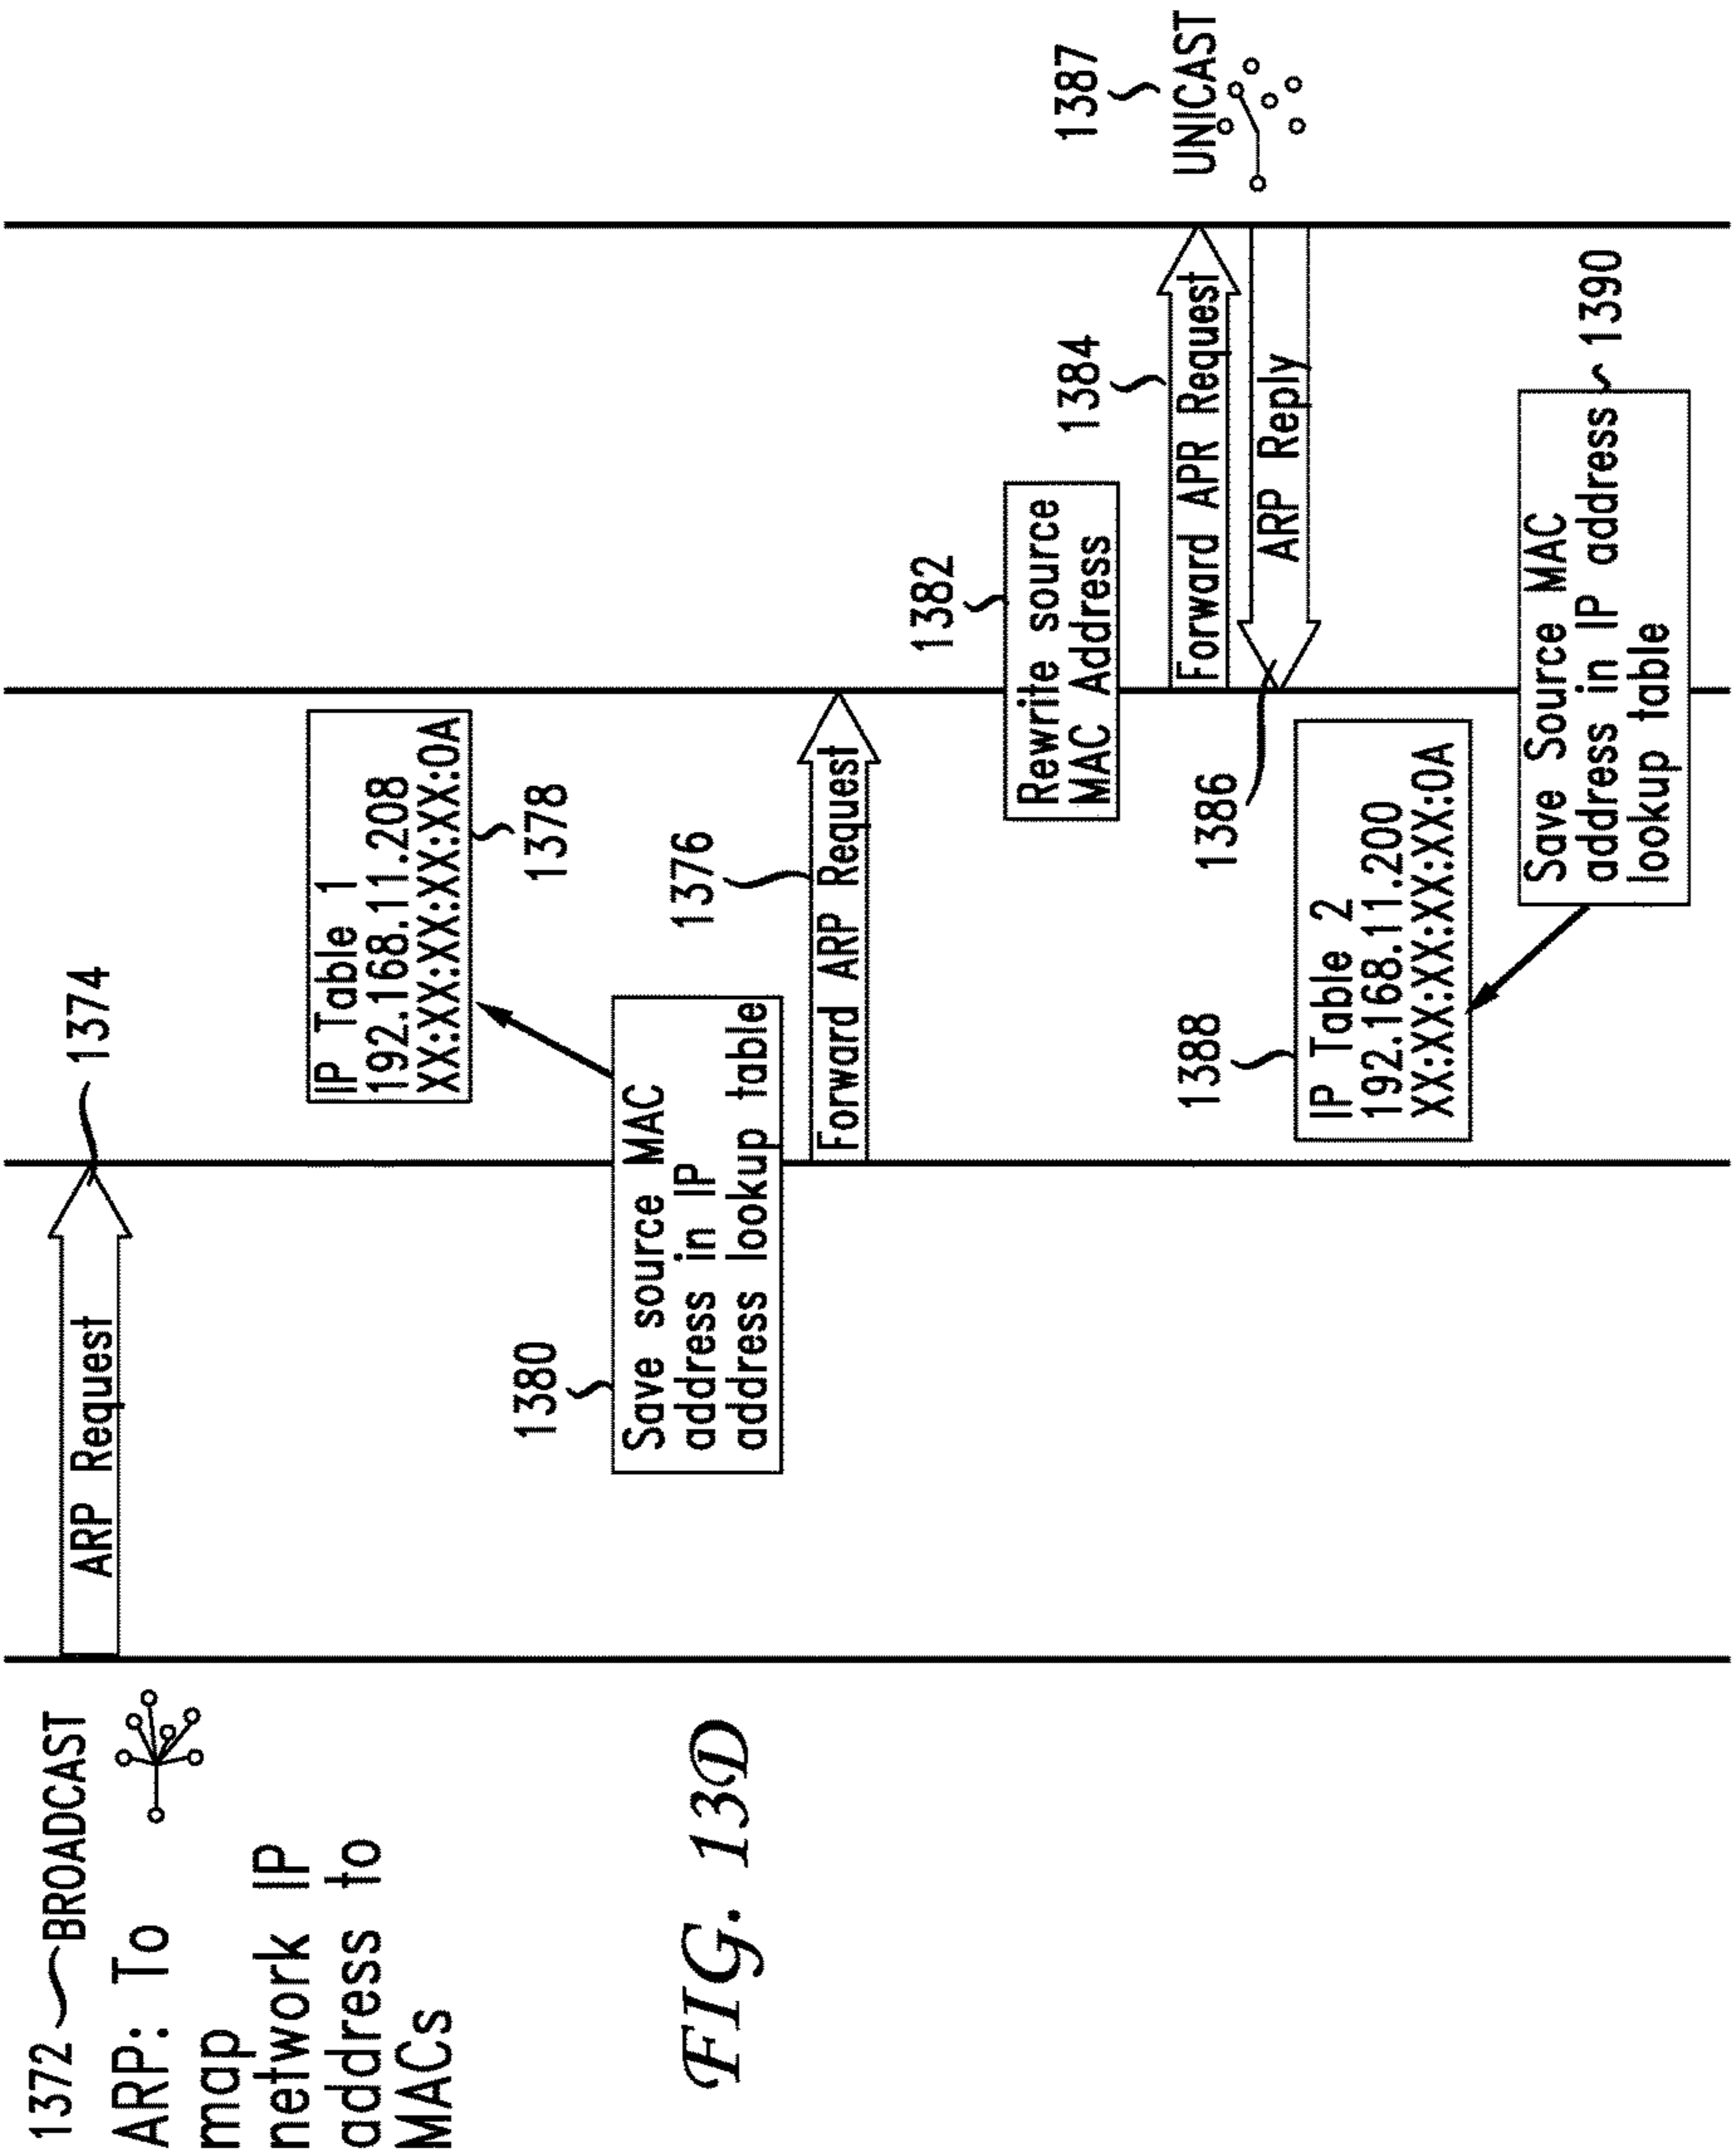 1372 BROADCAST
ARP: To
map
network IP
address to
MACs
ARP Request
1374
IP Table 1
192.168.11.208
XX:XX:XX:XX:XX:0A
1378
1380
Save source MAC
address in IP
address lookup table
1376
Forward ARP Request
1382
Rewrite source
MAC Address
1384
Forward APR Request
1387
UNICAST
ARP Reply
1386
1388
IP Table 2
192.168.11.200
XX:XX:XX:XX:XX:0A
Save Source MAC
address in IP address
lookup table
1390
FIG. 13D